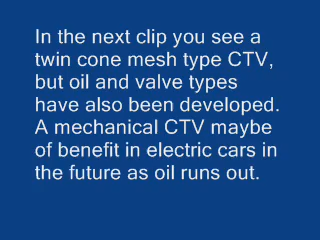 In the next clip you see a
twin cone mesh type CTV,
but oil and valve types
have also been developed.
A mechanical CTV maybe
of benefit in electric cars in
the future as oil runs out.